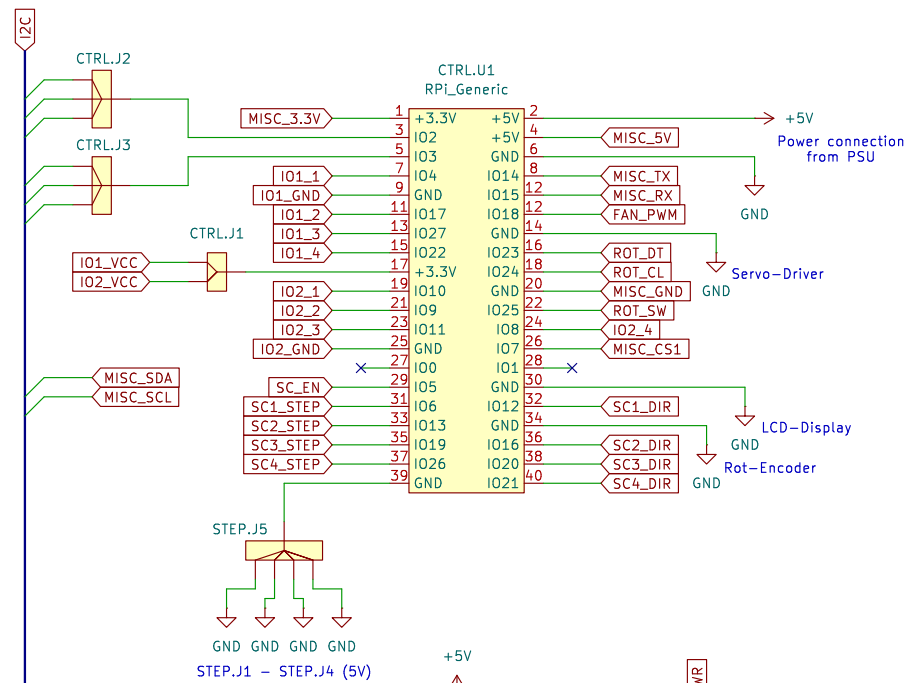 I2C
CTRL.J2
CTRL.J3
CTRL.J1
CTRL.U1
RPi_Generic
MISC_3.3V 1 +3.3V +5V 2 +5V
3 IO2 +5V 4 MISC_5V
Power connection
from PSU
5 IO3 GND 6 GND
IO1_1 7 IO4 IO14 8 MISC_TX
IO1_GND 9 GND IO15 12 MISC_RX
IO1_2 11 IO17 IO18 12 FAN_PWM
IO1_3 13 IO27 GND 14 GND
Servo-Driver
IO1_4 15 IO22 IO23 16 ROT_DT
IO1_VCC
IO2_VCC
17 +3.3V IO24 18 ROT_CL
IO2_1 19 IO10 GND 20 MISC_GND
IO2_2 21 IO9 IO25 22 ROT_SW
IO2_3 23 IO11 IO8 24 IO2_4
IO2_GND 25 GND IO7 26 MISC_CS1
27 IO0 IO1 28
MISC_SDA
MISC_SCL
SC_EN 29 IO5 GND 30 GND
LCD-Display
SC1_STEP 31 IO6 IO12 32 SC1_DIR
SC2_STEP 33 IO13 GND 34 GND
Rot-Encoder
SC3_STEP 35 IO19 IO16 36 SC2_DIR
SC4_STEP 37 IO26 IO20 38 SC3_DIR
39 GND IO21 40 SC4_DIR
STEP.J5
GND GND GND GND
STEP.J1 - STEP.J4 (5V)
+5V
WR